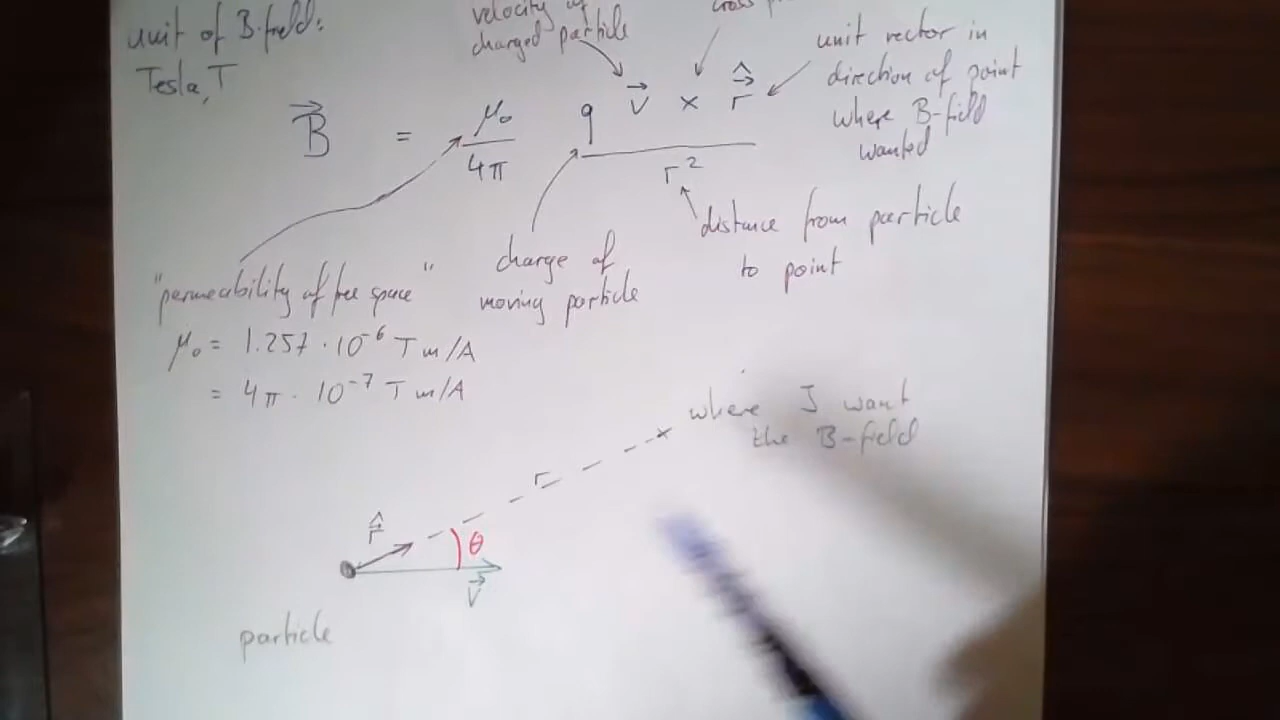 unit of B-field:
Tesla, T
velocity of
charged particle
cross
unit vector in
direction of point
where B-field
wanted
B⃗ = μ₀/4π q v⃗ × r̂⃗ / r²
distance from particle
to point
charge of
moving particle
"permeability of free space"
μ₀ = 1.257 · 10⁻⁶ T m/A
= 4π · 10⁻⁷ T m/A
where I want
the B-field
r
r̂⃗
θ
v⃗
particle